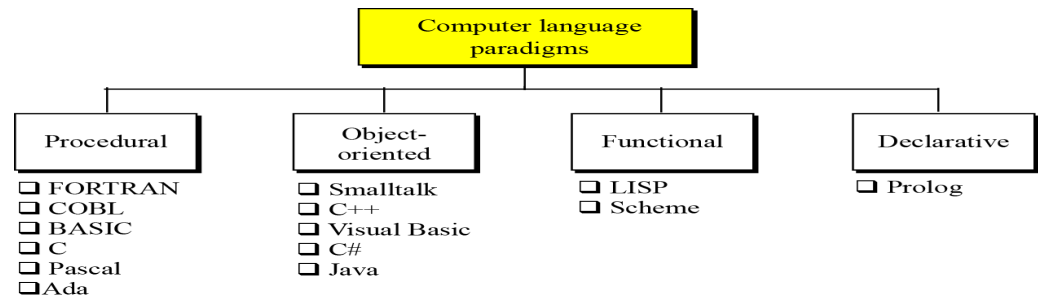 Computer language
paradigms
Procedural
Object-
oriented
Functional
Declarative
FORTRAN
COBL
BASIC
C
Pascal
Ada
Smalltalk
C++
Visual Basic
C#
Java
LISP
Scheme
Prolog